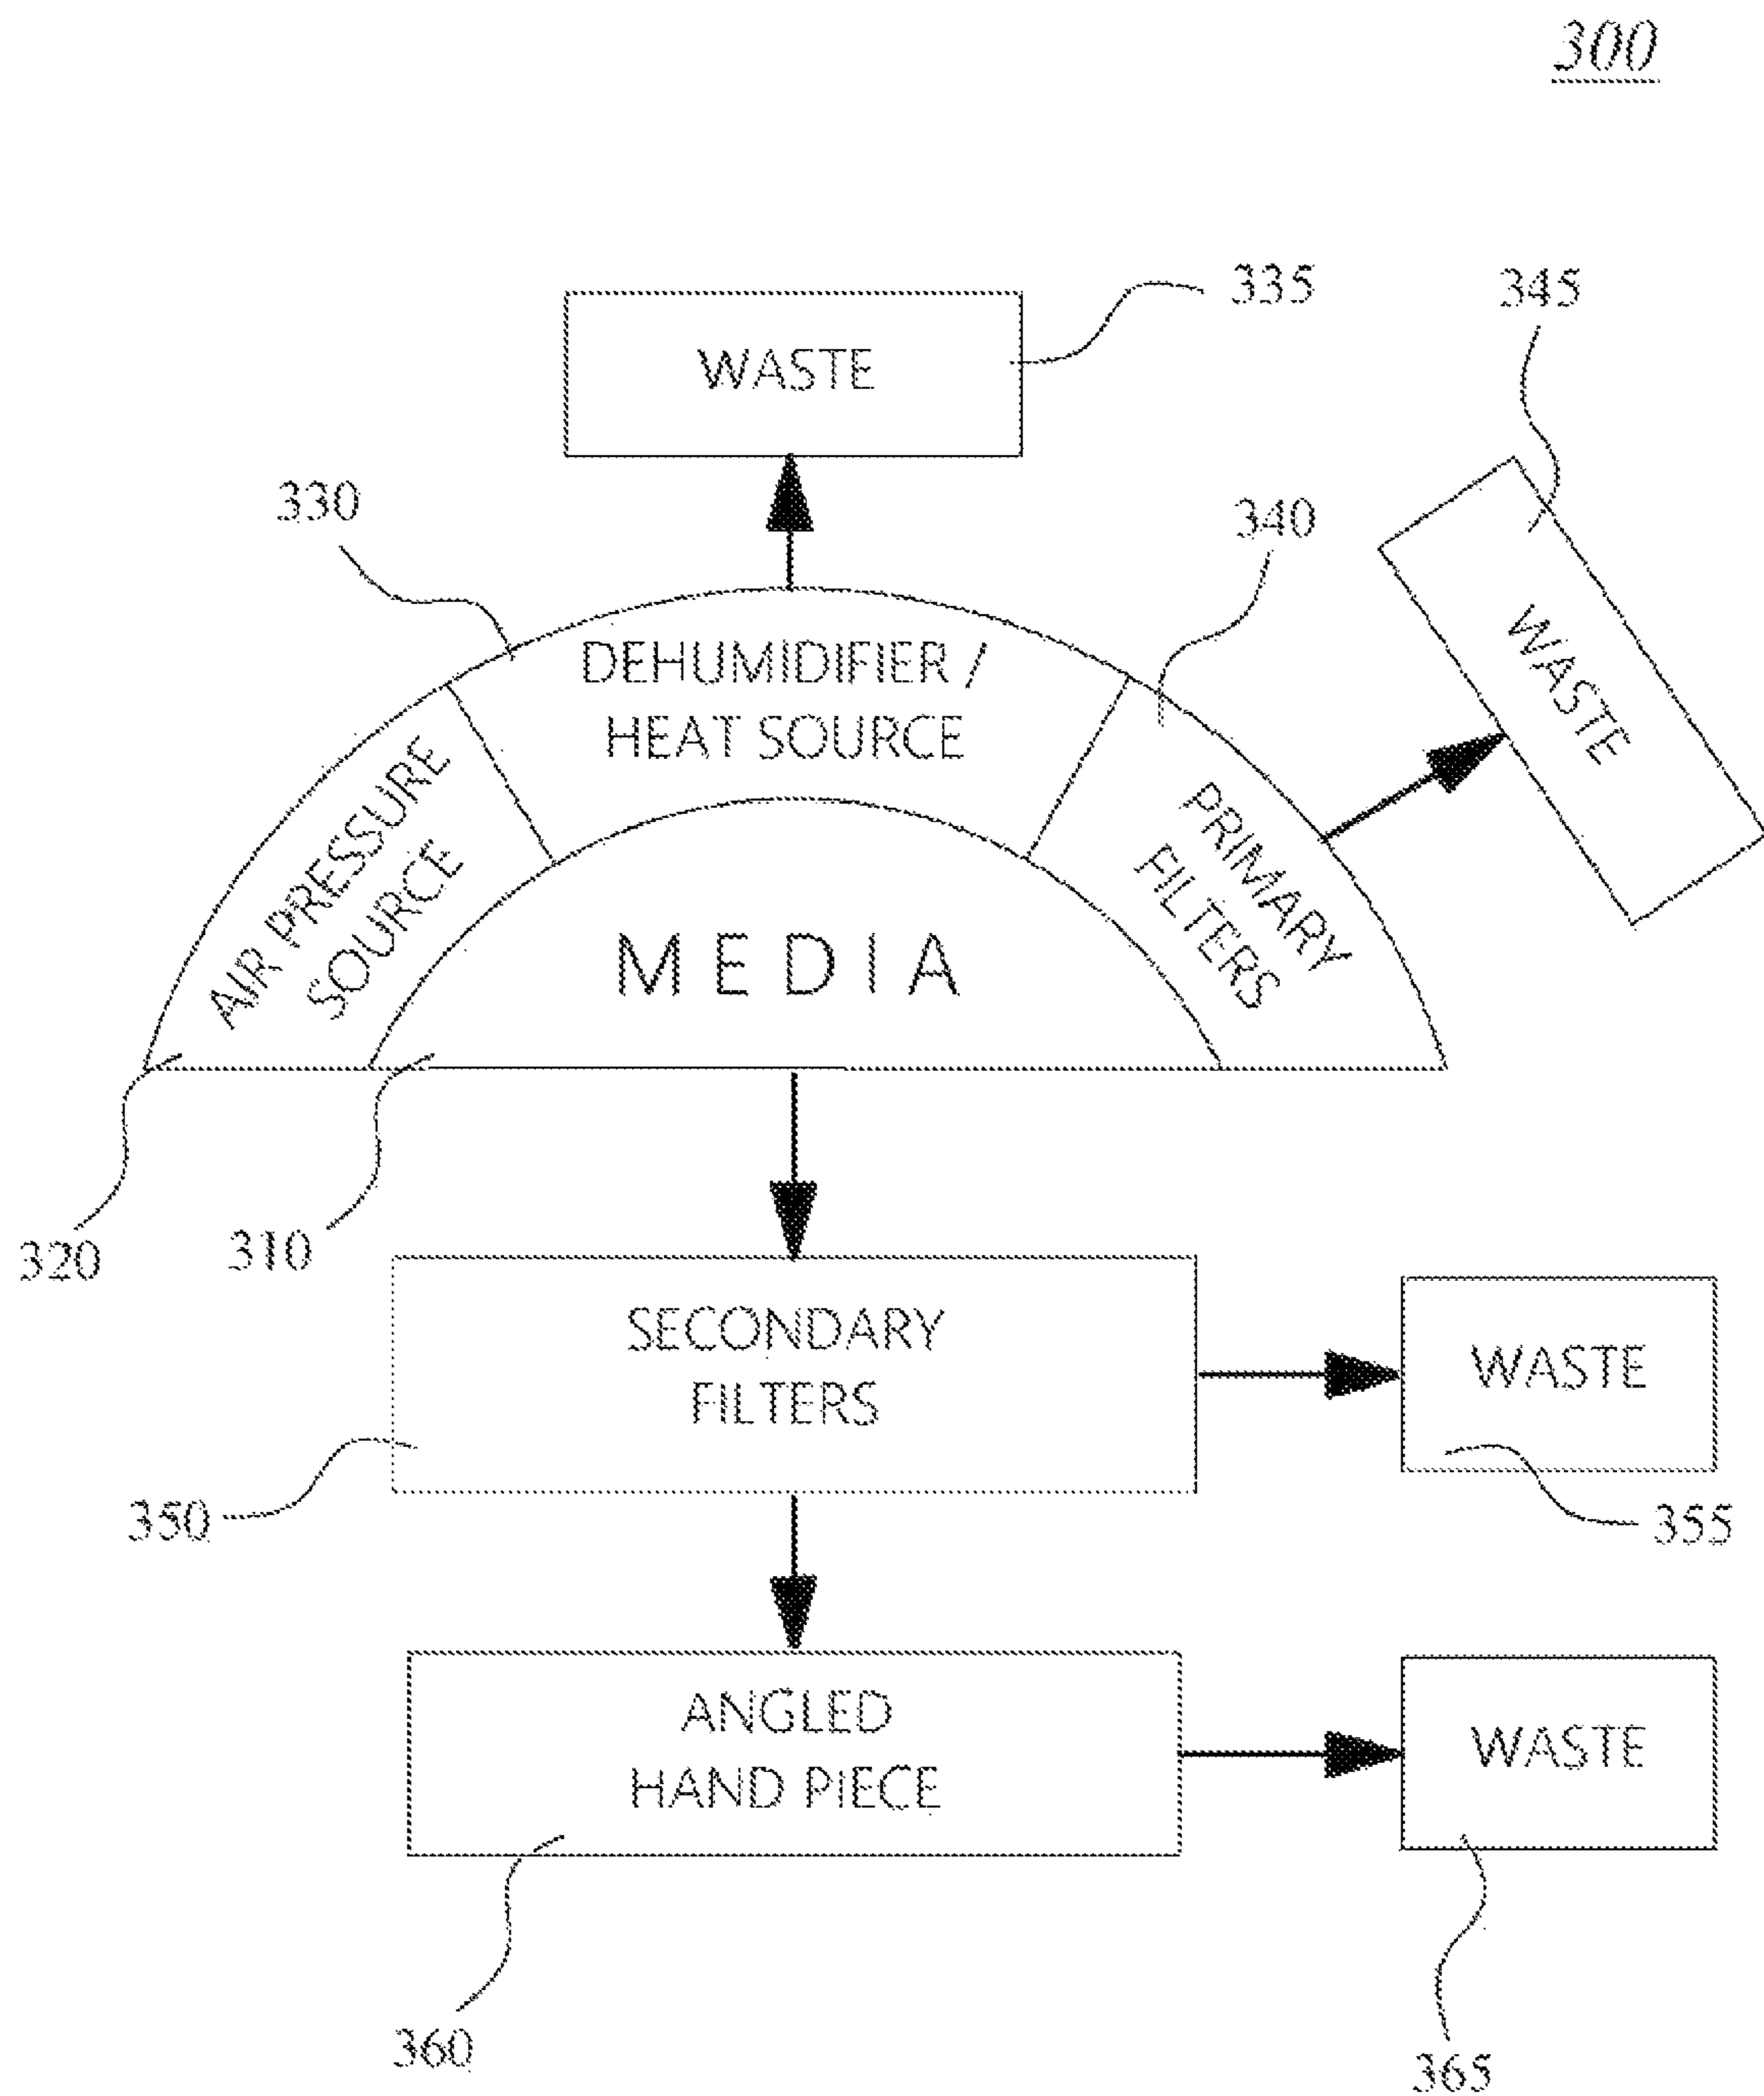 300
335
345
WASTE
330
340
WASTE
DEHUMIDIFIER /
HEAT SOURCE
AIR PRESSURE
SOURCE
PRIMARY
FILTERS
MEDIA
320
310
SECONDARY
FILTERS
WASTE
350
355
ANGLED
HAND PIECE
WASTE
360
365